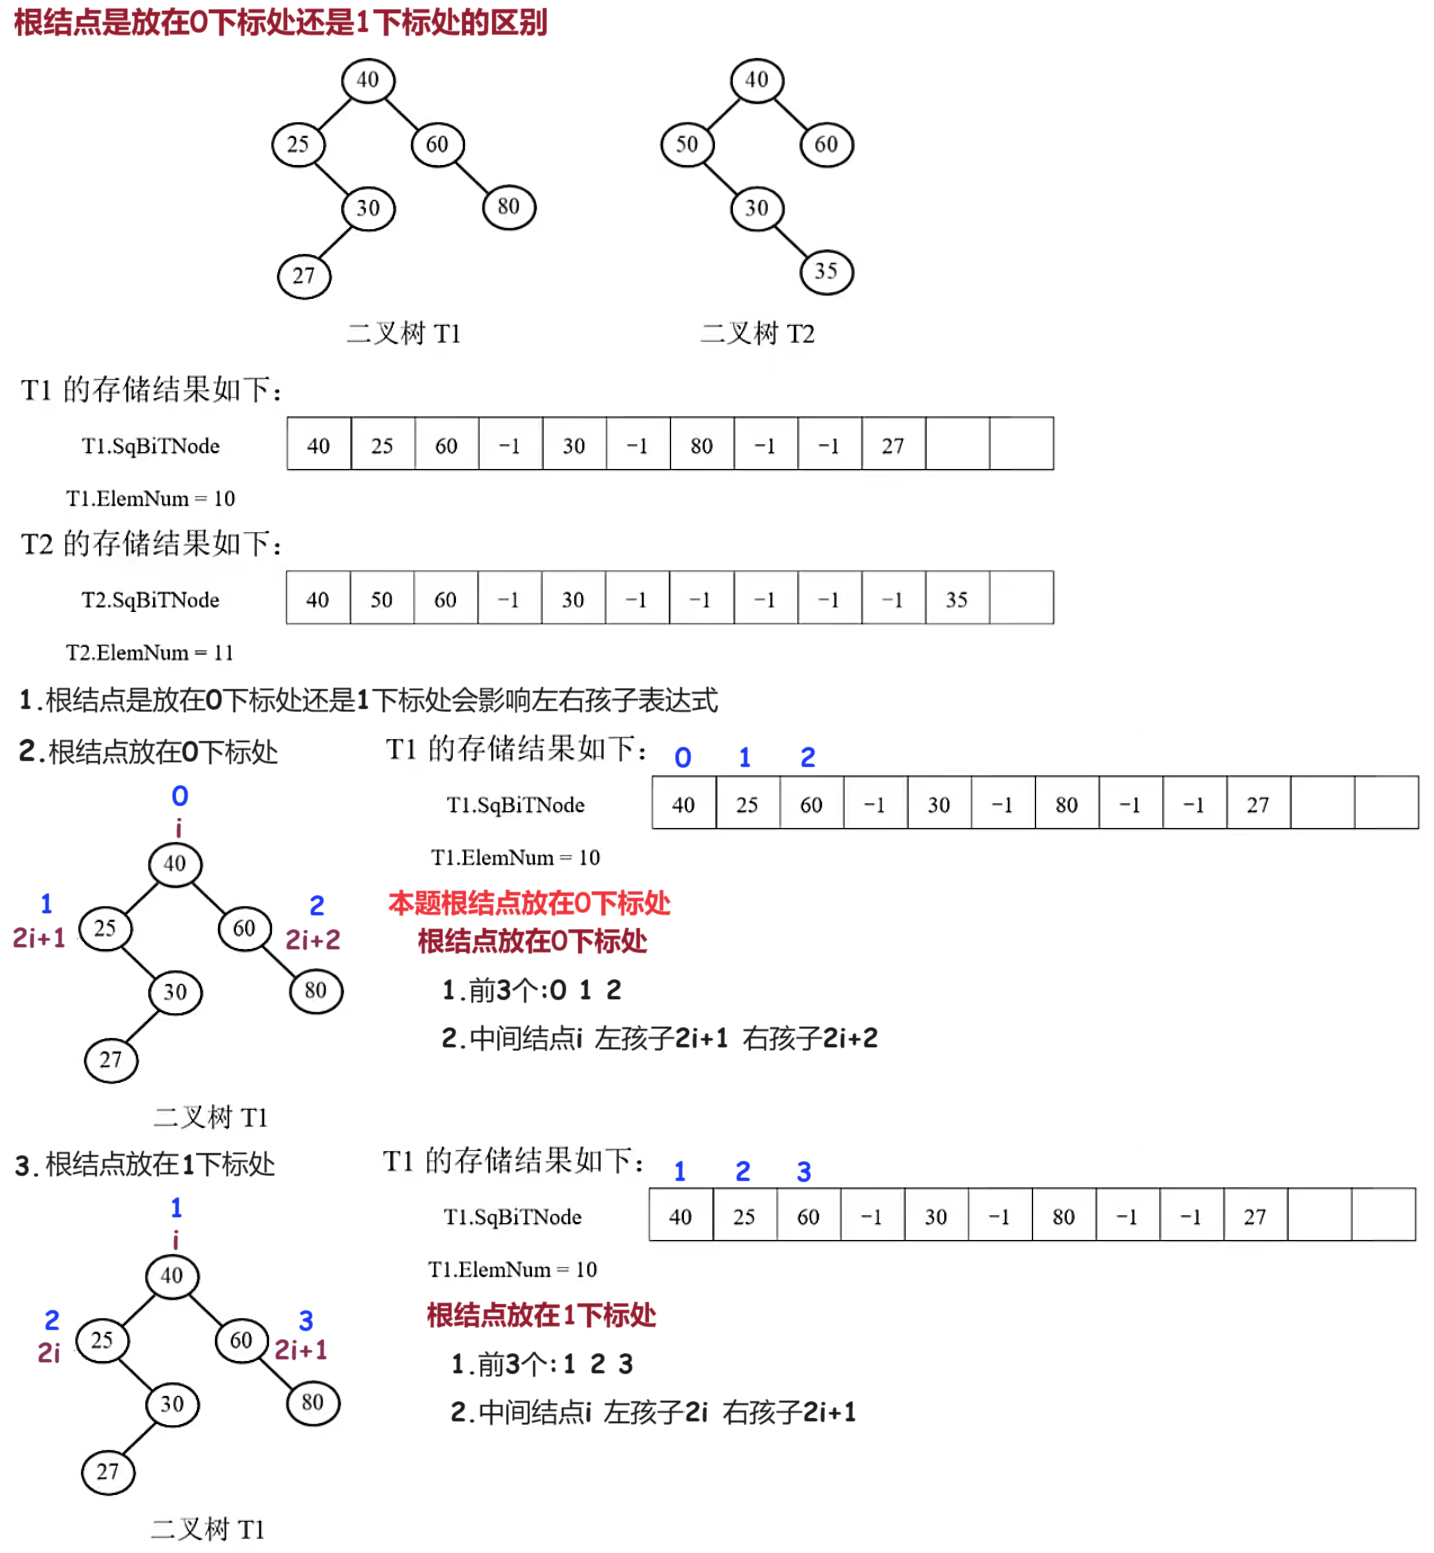 根结点是放在0下标处还是1下标处的区别
40 40
25 60 50 60
30 80 30
27 35
二叉树 T1 二叉树 T2
T1 的存储结果如下：
T1.SqBiTNode 40 25 60 −1 30 −1 80 −1 −1 27
T1.ElemNum = 10
T2 的存储结果如下：
T2.SqBiTNode 40 50 60 −1 30 −1 −1 −1 −1 −1 35
T2.ElemNum = 11
1.根结点是放在0下标处还是1下标处会影响左右孩子表达式
2.根结点放在0下标处
0
i
40
1 2
2i+1 25 60 2i+2
30 80
27
二叉树 T1
T1 的存储结果如下：
0 1 2
T1.SqBiTNode 40 25 60 −1 30 −1 80 −1 −1 27
T1.ElemNum = 10
本题根结点放在0下标处
根结点放在0下标处
1.前3个:0 1 2
2.中间结点i 左孩子2i+1 右孩子2i+2
3.根结点放在1下标处
1
i
40
2 3
2i 25 60 2i+1
30 80
27
二叉树 T1
T1 的存储结果如下：
1 2 3
T1.SqBiTNode 40 25 60 −1 30 −1 80 −1 −1 27
T1.ElemNum = 10
根结点放在1下标处
1.前3个:1 2 3
2.中间结点i 左孩子2i 右孩子2i+1